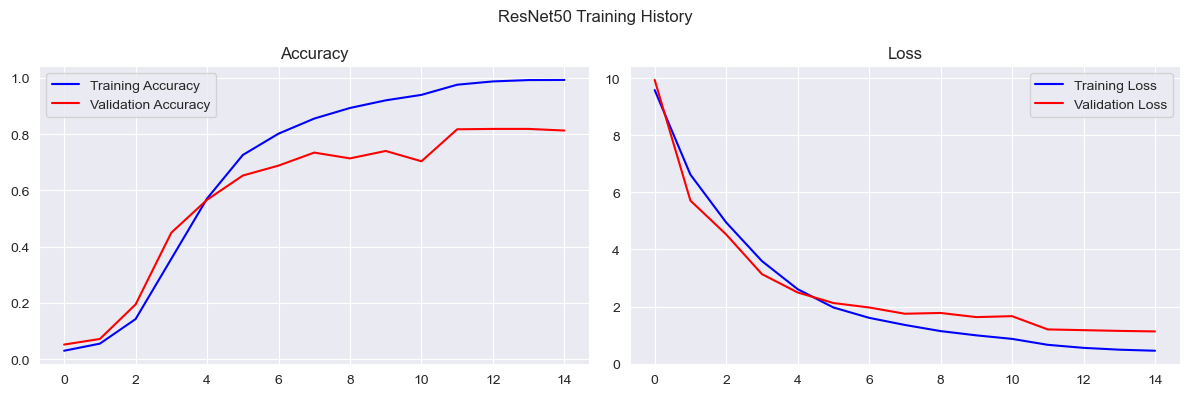 ResNet50 Training History
Accuracy
Training Accuracy
Validation Accuracy
1.0
0.8
0.6
0.4
0.2
0.0
0 2 4 6 8 10 12 14
Loss
Training Loss
Validation Loss
10
8
6
4
2
0
0 2 4 6 8 10 12 14